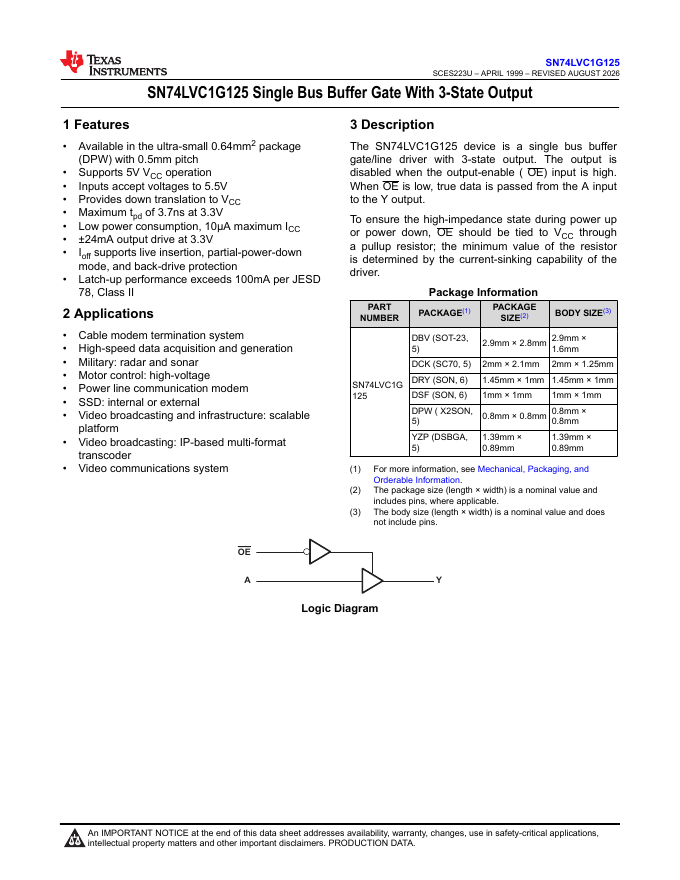 TEXAS
INSTRUMENTS
SN74LVC1G125
SCES223U – APRIL 1999 – REVISED AUGUST 2026
SN74LVC1G125 Single Bus Buffer Gate With 3-State Output
1 Features
• Available in the ultra-small 0.64mm2 package
(DPW) with 0.5mm pitch
• Supports 5V VCC operation
• Inputs accept voltages to 5.5V
• Provides down translation to VCC
• Maximum tpd of 3.7ns at 3.3V
• Low power consumption, 10μA maximum ICC
• ±24mA output drive at 3.3V
• Ioff supports live insertion, partial-power-down
mode, and back-drive protection
• Latch-up performance exceeds 100mA per JESD
78, Class II
2 Applications
• Cable modem termination system
• High-speed data acquisition and generation
• Military: radar and sonar
• Motor control: high-voltage
• Power line communication modem
• SSD: internal or external
• Video broadcasting and infrastructure: scalable
platform
• Video broadcasting: IP-based multi-format
transcoder
• Video communications system
3 Description
The SN74LVC1G125 device is a single bus buffer
gate/line driver with 3-state output. The output is
disabled when the output-enable ( OE) input is high.
When OE is low, true data is passed from the A input
to the Y output.
To ensure the high-impedance state during power up
or power down, OE should be tied to VCC through
a pullup resistor; the minimum value of the resistor
is determined by the current-sinking capability of the
driver.
Package Information
PART NUMBER PACKAGE(1) PACKAGE SIZE(2) BODY SIZE(3)
SN74LVC1G125
DBV (SOT-23, 5) 2.9mm × 2.8mm 2.9mm × 1.6mm
DCK (SC70, 5) 2mm × 2.1mm 2mm × 1.25mm
DRY (SON, 6) 1.45mm × 1mm 1.45mm × 1mm
DSF (SON, 6) 1mm × 1mm 1mm × 1mm
DPW ( X2SON, 5) 0.8mm × 0.8mm 0.8mm × 0.8mm
YZP (DSBGA, 5) 1.39mm × 0.89mm 1.39mm × 0.89mm
(1) For more information, see Mechanical, Packaging, and
Orderable Information.
(2) The package size (length × width) is a nominal value and
includes pins, where applicable.
(3) The body size (length × width) is a nominal value and does
not include pins.
OE
A
Y
Logic Diagram
An IMPORTANT NOTICE at the end of this data sheet addresses availability, warranty, changes, use in safety-critical applications,
intellectual property matters and other important disclaimers. PRODUCTION DATA.